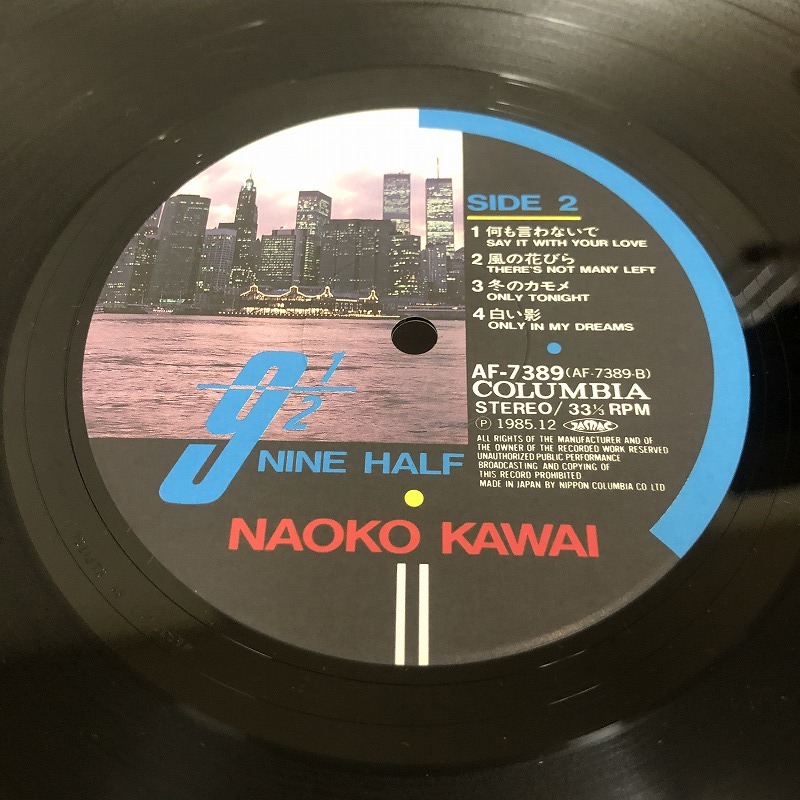 SIDE 2
1 何も言わないで
SAY IT WITH YOUR LOVE
2 風の花びら
THERE'S NOT MANY LEFT
3 冬のカモメ
ONLY TONIGHT
4 白い影
ONLY IN MY DREAMS
AF-7389 (AF-7389-B)
COLUMBIA
STEREO/33⅓ RPM
Ⓟ 1985.12 JASRAC
ALL RIGHTS OF THE MANUFACTURER AND OF
THE OWNER OF THE RECORDED WORK RESERVED
UNAUTHORIZED PUBLIC PERFORMANCE
BROADCASTING AND COPYING OF
THIS RECORD PROHIBITED
MADE IN JAPAN BY NIPPON COLUMBIA CO LTD
9 1/2
NINE HALF
NAOKO KAWAI